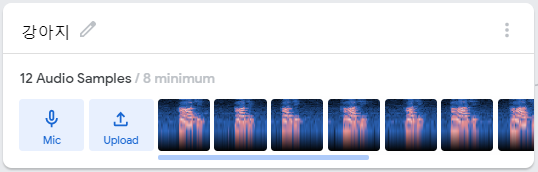 강아지
12 Audio Samples / 8 minimum
Mic
Upload